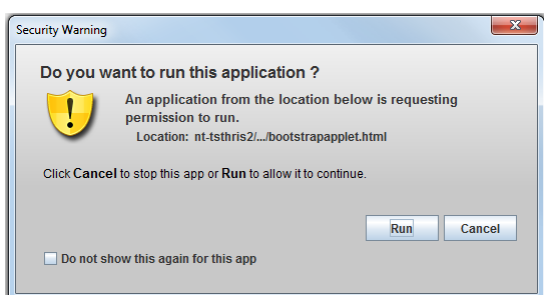 Security Warning
Do you want to run this application ?
An application from the location below is requesting
permission to run.
Location: nt-tsthris2/.../bootstrapapplet.html
Click Cancel to stop this app or Run to allow it to continue.
Run Cancel
Do not show this again for this app